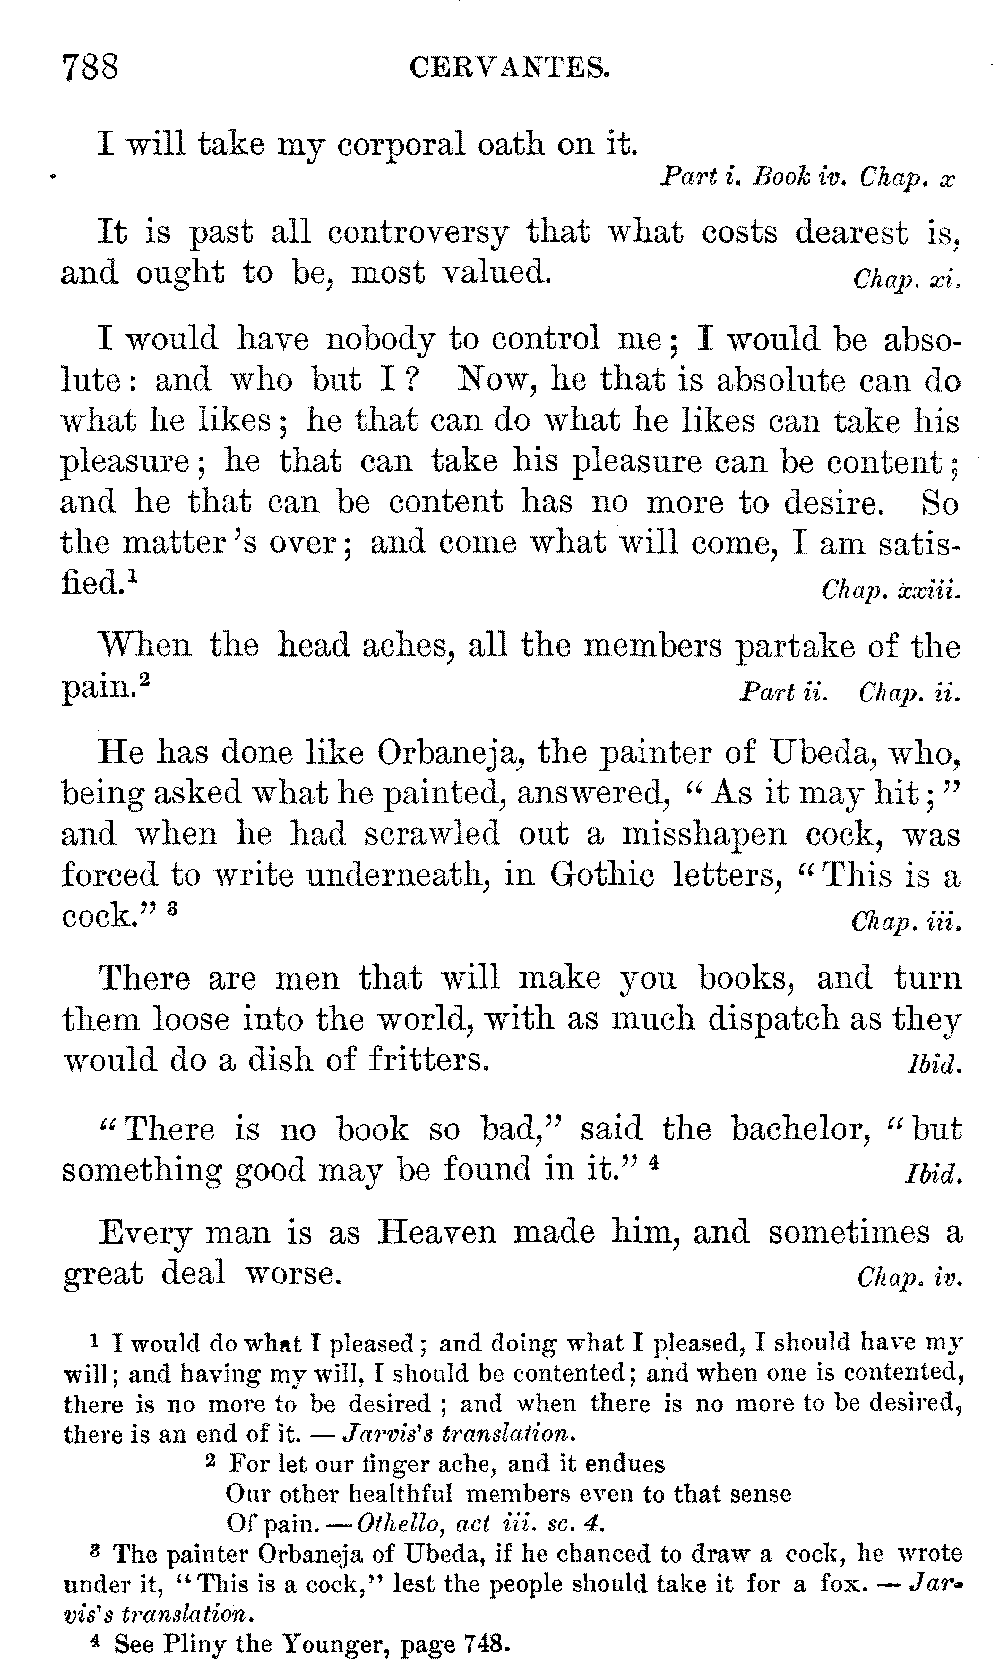 788 CERVANTES.
I will take my corporal oath on it.
Part i. Book iv. Chap. x
It is past all controversy that what costs dearest is,
and ought to be, most valued. Chap. xi.
I would have nobody to control me; I would be abso-
lute: and who but I? Now, he that is absolute can do
what he likes; he that can do what he likes can take his
pleasure; he that can take his pleasure can be content;
and he that can be content has no more to desire. So
the matter's over; and come what will come, I am satis-
fied.¹ Chap. xxiii.
When the head aches, all the members partake of the
pain.² Part ii. Chap. ii.
He has done like Orbaneja, the painter of Ubeda, who,
being asked what he painted, answered, "As it may hit;"
and when he had scrawled out a misshapen cock, was
forced to write underneath, in Gothic letters, "This is a
cock." ³ Chap. iii.
There are men that will make you books, and turn
them loose into the world, with as much dispatch as they
would do a dish of fritters. Ibid.
"There is no book so bad," said the bachelor, "but
something good may be found in it." ⁴ Ibid.
Every man is as Heaven made him, and sometimes a
great deal worse. Chap. iv.
¹ I would do what I pleased; and doing what I pleased, I should have my
will; and having my will, I should be contented; and when one is contented,
there is no more to be desired; and when there is no more to be desired,
there is an end of it. — Jarvis's translation.
² For let our finger ache, and it endues
Our other healthful members even to that sense
Of pain. — Othello, act iii. sc. 4.
³ The painter Orbaneja of Ubeda, if he chanced to draw a cock, he wrote
under it, "This is a cock," lest the people should take it for a fox. — Jar-
vis's translation.
⁴ See Pliny the Younger, page 748.